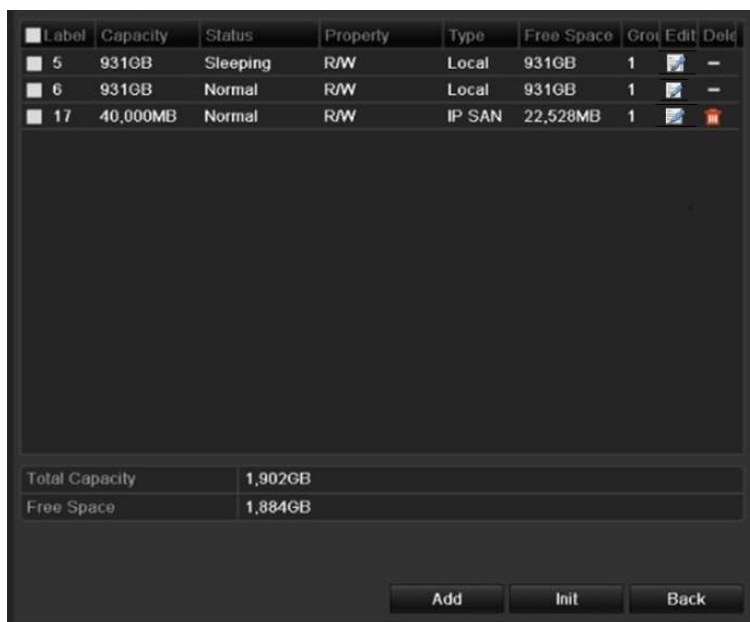 Label Capacity Status Property Type Free Space Grou Edit Dele
5 931GB Sleeping R/W Local 931GB 1 –
6 931GB Normal R/W Local 931GB 1 –
17 40,000MB Normal R/W IP SAN 22,528MB 1
Total Capacity 1,902GB
Free Space 1,884GB
Add Init Back